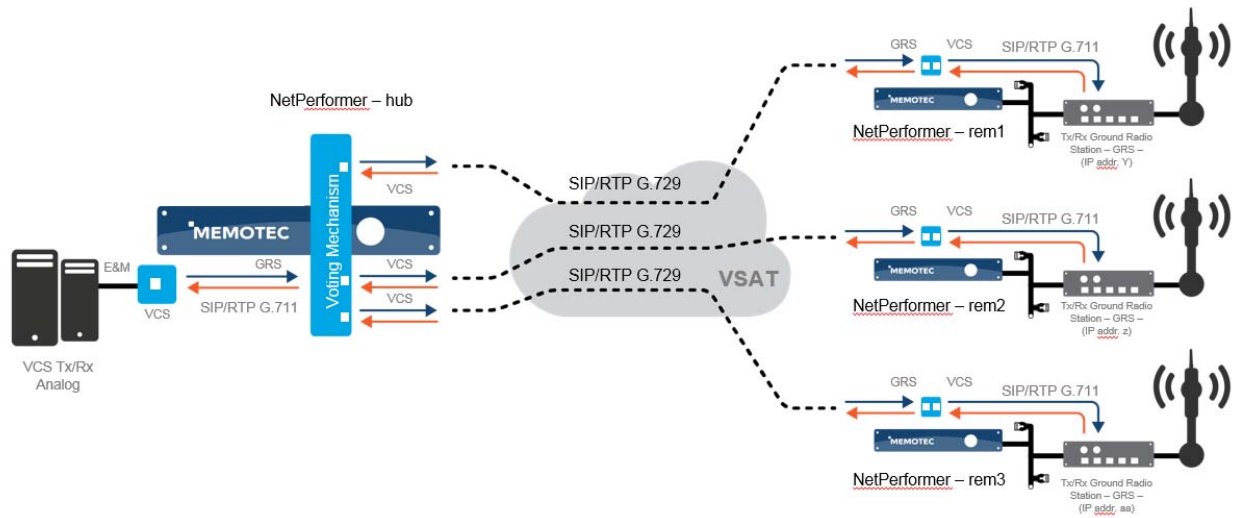 NetPerformer – hub
MEMOTEC
Voting Mechanism
VCS
GRS
VCS
VCS
SIP/RTP G.711
E&M
VCS
VCS Tx/Rx
Analog
SIP/RTP G.729
SIP/RTP G.729
SIP/RTP G.729
VSAT
GRS
VCS
SIP/RTP G.711
MEMOTEC
NetPerformer – rem1
Tx/Rx Ground Radio
Station – GRS –
(IP addr. Y)
GRS
VCS
SIP/RTP G.711
MEMOTEC
NetPerformer – rem2
Tx/Rx Ground Radio
Station – GRS –
(IP addr. z)
GRS
VCS
SIP/RTP G.711
MEMOTEC
NetPerformer – rem3
Tx/Rx Ground Radio
Station – GRS –
(IP addr. aa)